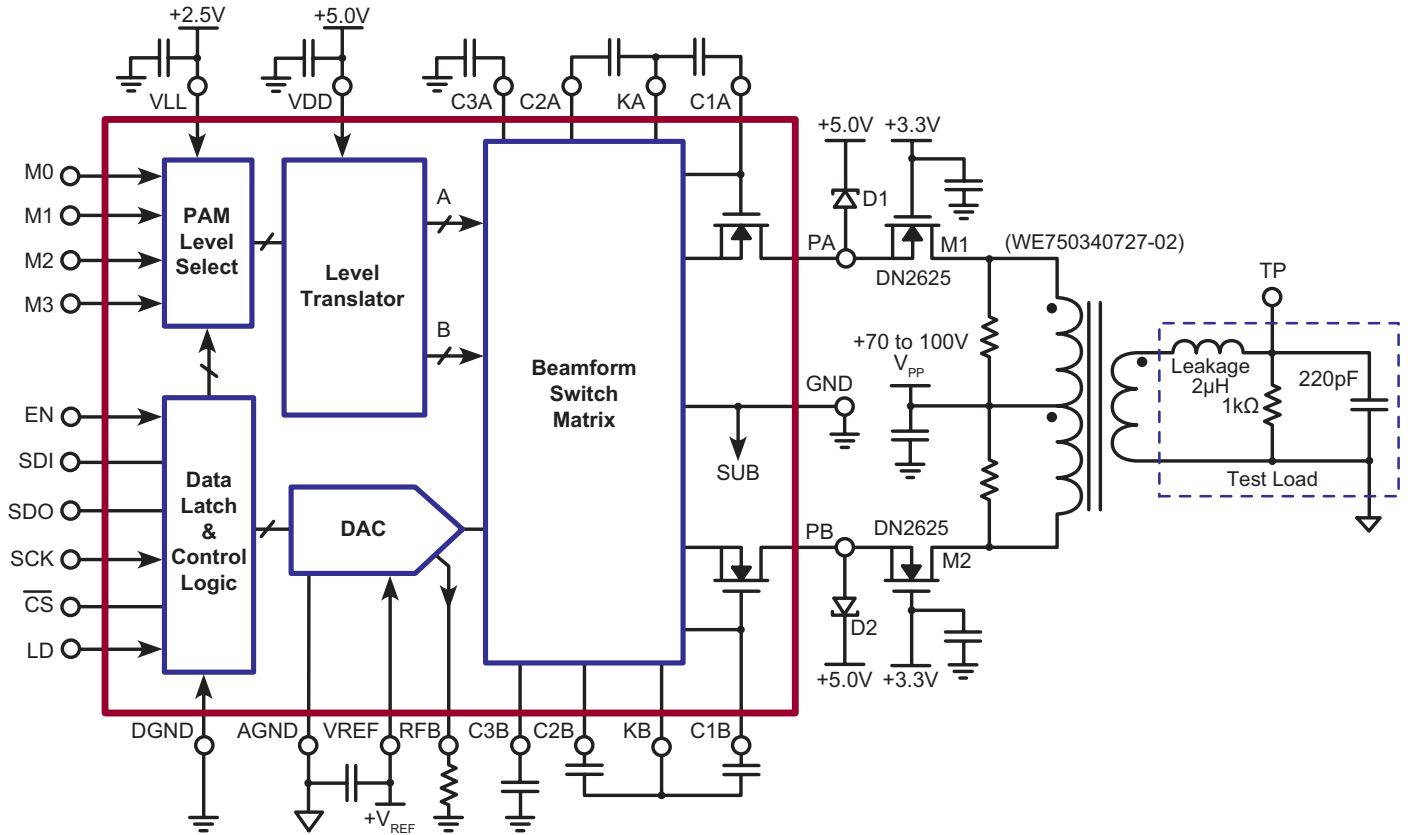 +2.5V
+5.0V
VLL
VDD
C3A
C2A
KA
C1A
+5.0V
+3.3V
M0
M1
M2
M3
PAM
Level
Select
Level
Translator
A
B
D1
PA
M1
DN2625
(WE750340727-02)
TP
Beamform
Switch
Matrix
+70 to 100V
VPP
GND
SUB
Leakage
2µH
1kΩ
220pF
Test Load
EN
SDI
SDO
SCK
CS
LD
Data
Latch
&
Control
Logic
DAC
PB
DN2625
M2
D2
+5.0V
+3.3V
DGND
AGND
VREF
RFB
C3B
C2B
KB
C1B
+VREF